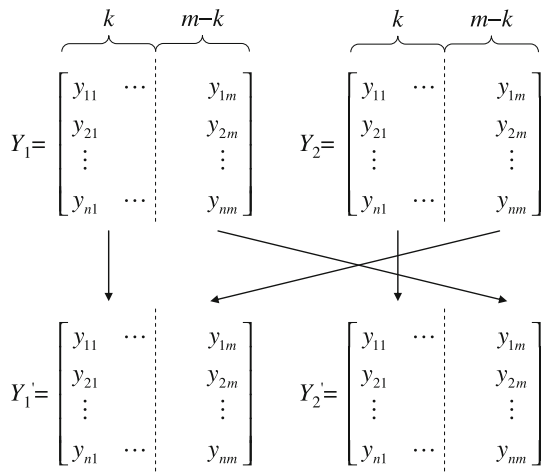 k m–k k m–k
y₁₁ ⋯ y₁ₘ y₁₁ ⋯ y₁ₘ
y₂₁ y₂ₘ y₂₁ y₂ₘ
Y₁= ⋮ ⋮ Y₂= ⋮ ⋮
yₙ₁ ⋯ yₙₘ yₙ₁ ⋯ yₙₘ
y₁₁ ⋯ y₁ₘ y₁₁ ⋯ y₁ₘ
y₂₁ y₂ₘ y₂₁ y₂ₘ
Y₁'= ⋮ ⋮ Y₂'= ⋮ ⋮
yₙ₁ ⋯ yₙₘ yₙ₁ ⋯ yₙₘ